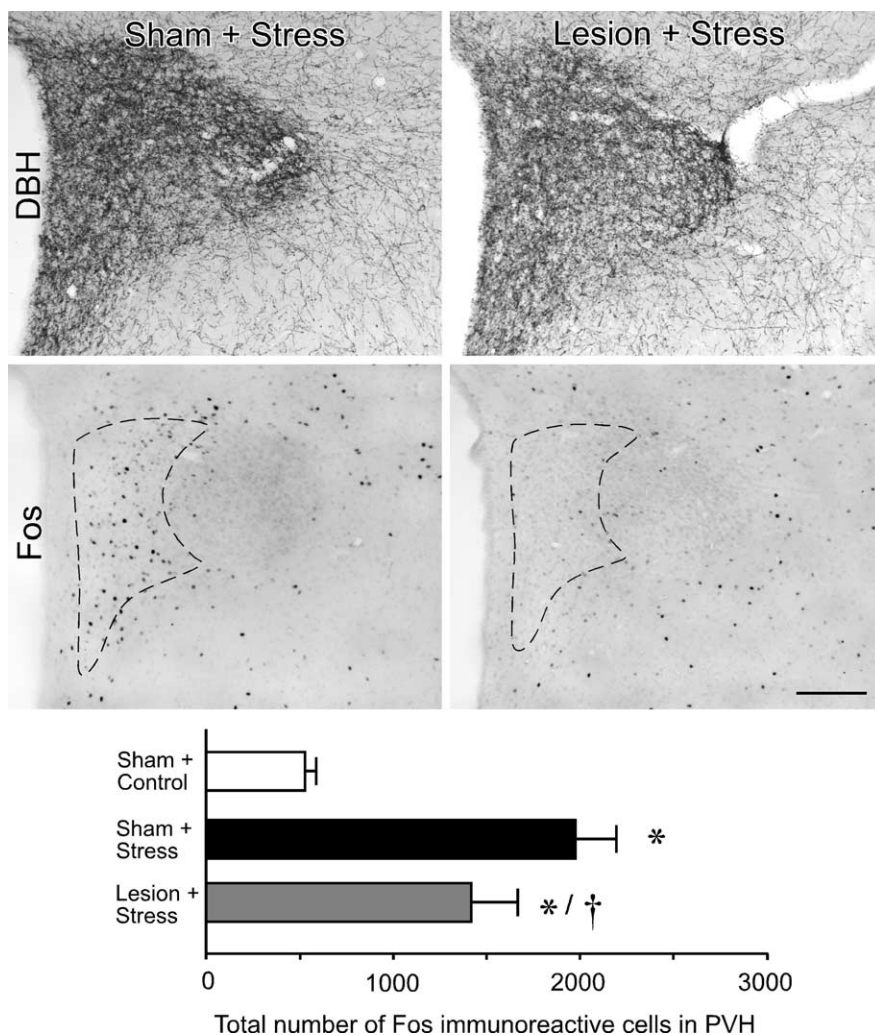 Sham + Stress
Lesion + Stress
DBH
Fos
Sham +
Control
Sham +
Stress
*
Lesion +
Stress
* / †
0
1000
2000
3000
Total number of Fos immunoreactive cells in PVH